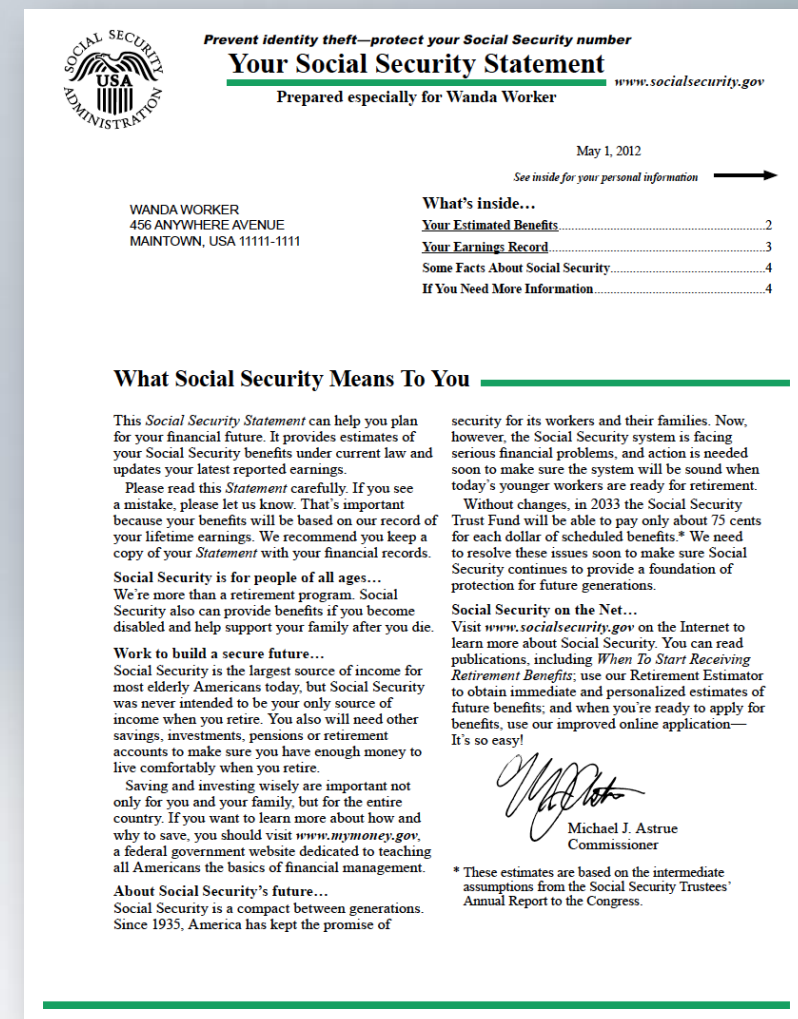 SOCIAL SECURITY ADMINISTRATION
USA
Prevent identity theft—protect your Social Security number
Your Social Security Statement
www.socialsecurity.gov
Prepared especially for Wanda Worker
May 1, 2012
See inside for your personal information
WANDA WORKER
456 ANYWHERE AVENUE
MAINTOWN, USA 11111-1111
What's inside…
Your Estimated Benefits..........................................................2
Your Earnings Record.............................................................3
Some Facts About Social Security............................................4
If You Need More Information.................................................4
What Social Security Means To You
This Social Security Statement can help you plan
for your financial future. It provides estimates of
your Social Security benefits under current law and
updates your latest reported earnings.
Please read this Statement carefully. If you see
a mistake, please let us know. That's important
because your benefits will be based on our record of
your lifetime earnings. We recommend you keep a
copy of your Statement with your financial records.
Social Security is for people of all ages…
We're more than a retirement program. Social
Security also can provide benefits if you become
disabled and help support your family after you die.
Work to build a secure future…
Social Security is the largest source of income for
most elderly Americans today, but Social Security
was never intended to be your only source of
income when you retire. You also will need other
savings, investments, pensions or retirement
accounts to make sure you have enough money to
live comfortably when you retire.
Saving and investing wisely are important not
only for you and your family, but for the entire
country. If you want to learn more about how and
why to save, you should visit www.mymoney.gov,
a federal government website dedicated to teaching
all Americans the basics of financial management.
About Social Security's future…
Social Security is a compact between generations.
Since 1935, America has kept the promise of
security for its workers and their families. Now,
however, the Social Security system is facing
serious financial problems, and action is needed
soon to make sure the system will be sound when
today's younger workers are ready for retirement.
Without changes, in 2033 the Social Security
Trust Fund will be able to pay only about 75 cents
for each dollar of scheduled benefits.* We need
to resolve these issues soon to make sure Social
Security continues to provide a foundation of
protection for future generations.
Social Security on the Net…
Visit www.socialsecurity.gov on the Internet to
learn more about Social Security. You can read
publications, including When To Start Receiving
Retirement Benefits; use our Retirement Estimator
to obtain immediate and personalized estimates of
future benefits; and when you're ready to apply for
benefits, use our improved online application—
It's so easy!
Michael J. Astrue
Commissioner
* These estimates are based on the intermediate
assumptions from the Social Security Trustees'
Annual Report to the Congress.